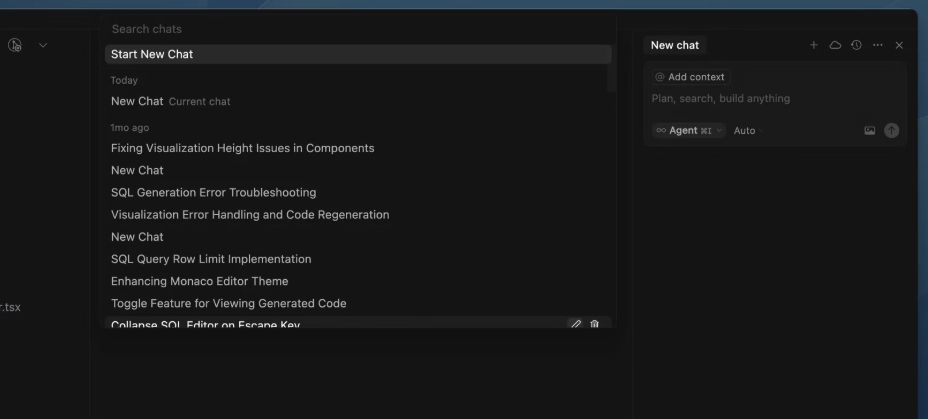 Search chats
Start New Chat
Today
New Chat Current chat
1mo ago
Fixing Visualization Height Issues in Components
New Chat
SQL Generation Error Troubleshooting
Visualization Error Handling and Code Regeneration
New Chat
SQL Query Row Limit Implementation
Enhancing Monaco Editor Theme
Toggle Feature for Viewing Generated Code
Collapse SQL Editor on Escape Key
r.tsx
New chat
@ Add context
Plan, search, build anything
∞ Agent ⌘I
Auto